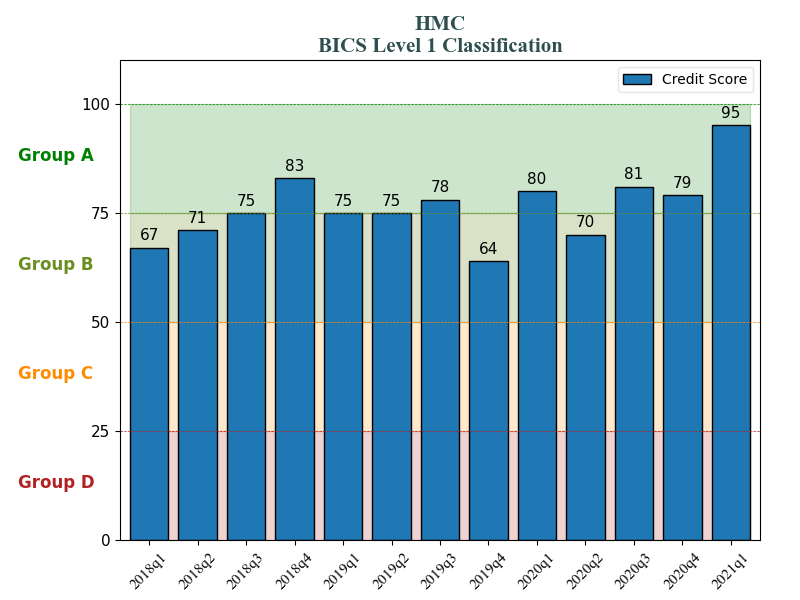 HMC
BICS Level 1 Classification
Credit Score
100
75
50
25
0
Group A
Group B
Group C
Group D
67
71
75
83
75
75
78
64
80
70
81
79
95
2018q1
2018q2
2018q3
2018q4
2019q1
2019q2
2019q3
2019q4
2020q1
2020q2
2020q3
2020q4
2021q1